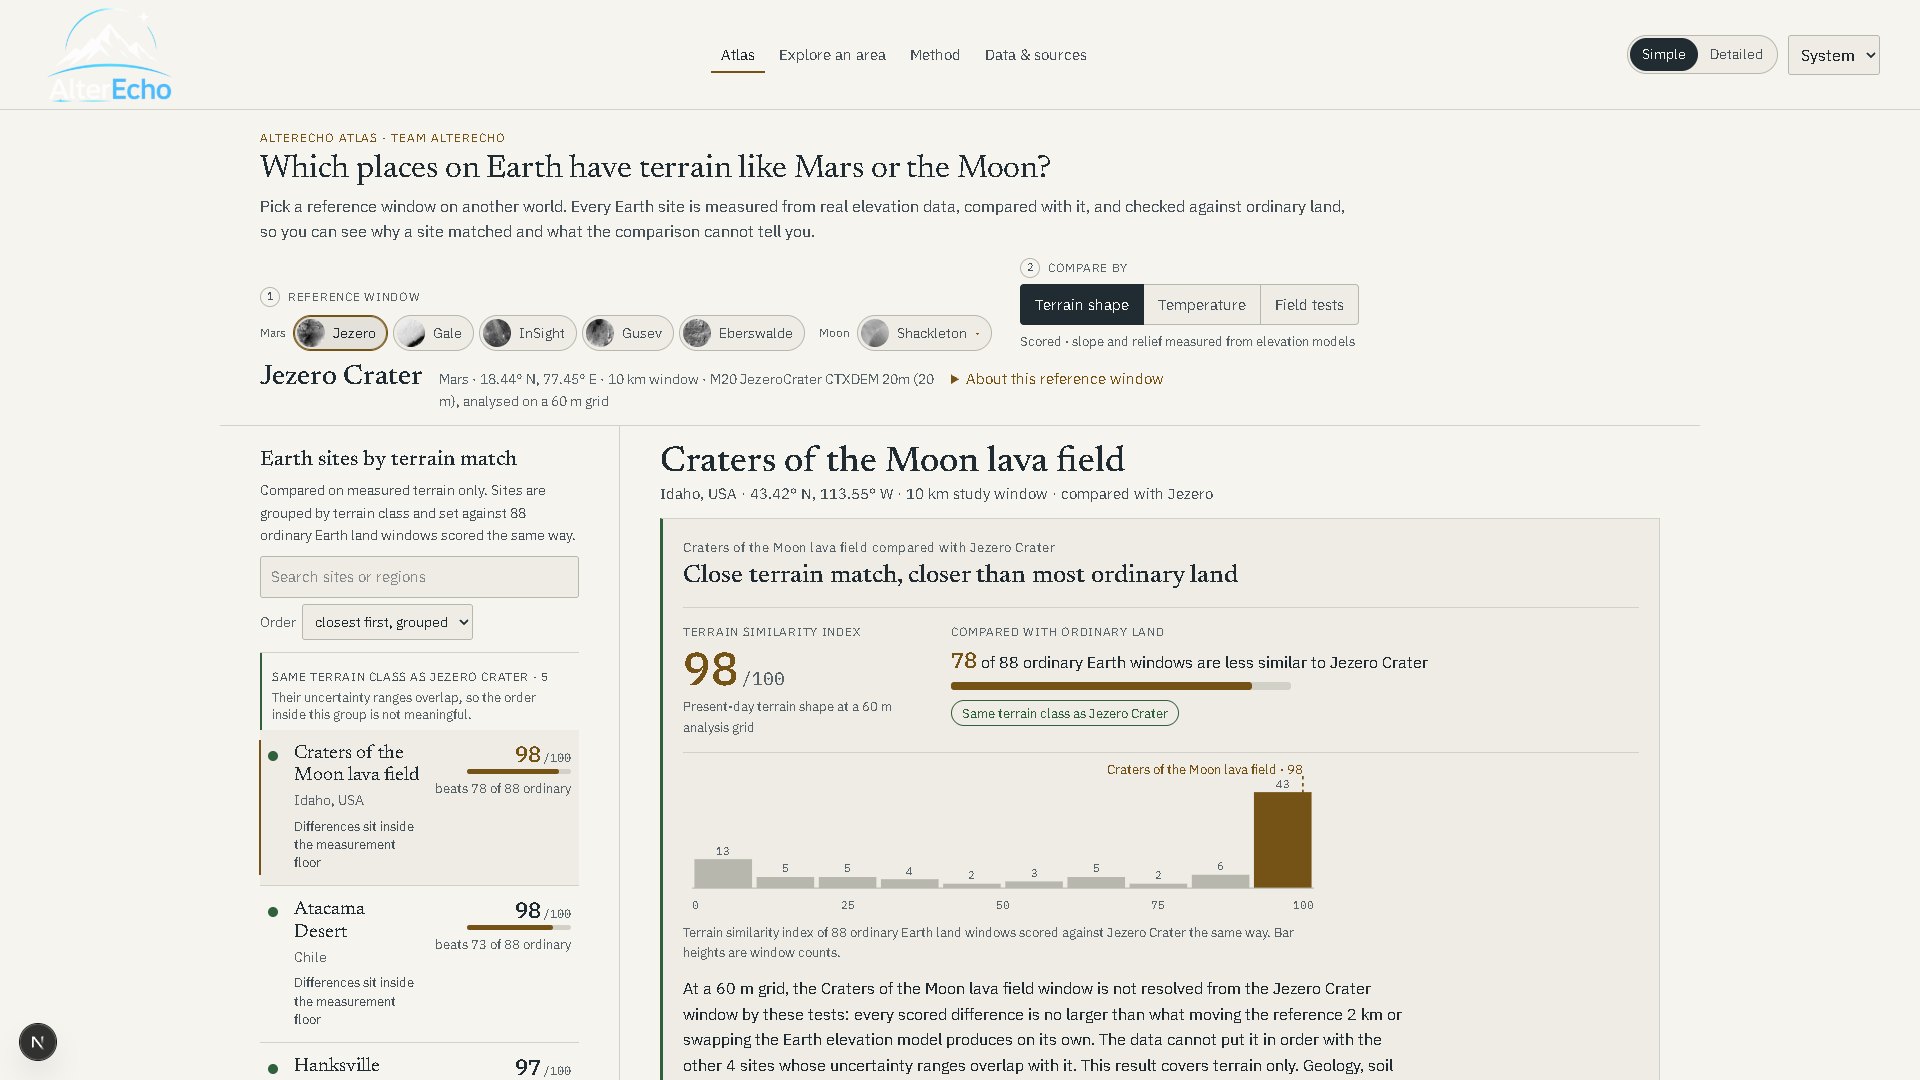 AlterEcho
Atlas
Explore an area
Method
Data & sources
Simple
Detailed
System
ALTERECHO ATLAS · TEAM ALTERECHO
Which places on Earth have terrain like Mars or the Moon?
Pick a reference window on another world. Every Earth site is measured from real elevation data, compared with it, and checked against ordinary land,
so you can see why a site matched and what the comparison cannot tell you.
1 REFERENCE WINDOW
Mars
Jezero
Gale
InSight
Gusev
Eberswalde
Moon
Shackleton ·
2 COMPARE BY
Terrain shape
Temperature
Field tests
Scored · slope and relief measured from elevation models
Jezero Crater
Mars · 18.44° N, 77.45° E · 10 km window · M20 JezeroCrater CTXDEM 20m (20
m), analysed on a 60 m grid
▶ About this reference window
Earth sites by terrain match
Compared on measured terrain only. Sites are
grouped by terrain class and set against 88
ordinary Earth land windows scored the same way.
Search sites or regions
Order
closest first, grouped
SAME TERRAIN CLASS AS JEZERO CRATER · 5
Their uncertainty ranges overlap, so the order
inside this group is not meaningful.
Craters of the
Moon lava field
Idaho, USA
Differences sit inside
the measurement
floor
98 /100
beats 78 of 88 ordinary
Atacama
Desert
Chile
Differences sit inside
the measurement
floor
98 /100
beats 73 of 88 ordinary
Hanksville
97 /100
N
Craters of the Moon lava field
Idaho, USA · 43.42° N, 113.55° W · 10 km study window · compared with Jezero
Craters of the Moon lava field compared with Jezero Crater
Close terrain match, closer than most ordinary land
TERRAIN SIMILARITY INDEX
98 /100
Present-day terrain shape at a 60 m
analysis grid
COMPARED WITH ORDINARY LAND
78 of 88 ordinary Earth windows are less similar to Jezero Crater
Same terrain class as Jezero Crater
Craters of the Moon lava field · 98
13
5
5
4
2
3
5
2
6
43
0
25
50
75
100
Terrain similarity index of 88 ordinary Earth land windows scored against Jezero Crater the same way. Bar
heights are window counts.
At a 60 m grid, the Craters of the Moon lava field window is not resolved from the Jezero Crater
window by these tests: every scored difference is no larger than what moving the reference 2 km or
swapping the Earth elevation model produces on its own. The data cannot put it in order with the
other 4 sites whose uncertainty ranges overlap with it. This result covers terrain only. Geology, soil